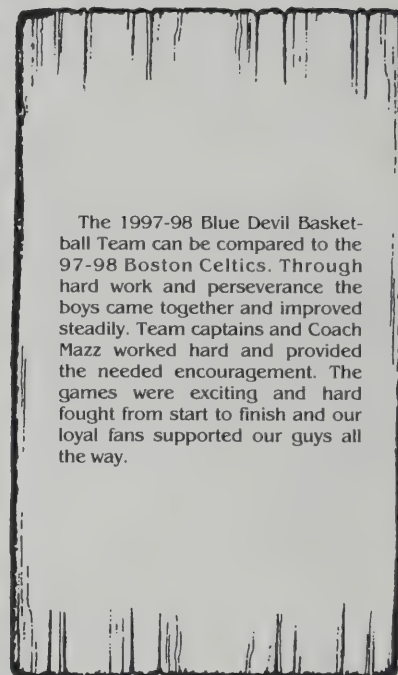 The 1997-98 Blue Devil Basket-
ball Team can be compared to the
97-98 Boston Celtics. Through
hard work and perseverance the
boys came together and improved
steadily. Team captains and Coach
Mazz worked hard and provided
the needed encouragement. The
games were exciting and hard
fought from start to finish and our
loyal fans supported our guys all
the way.